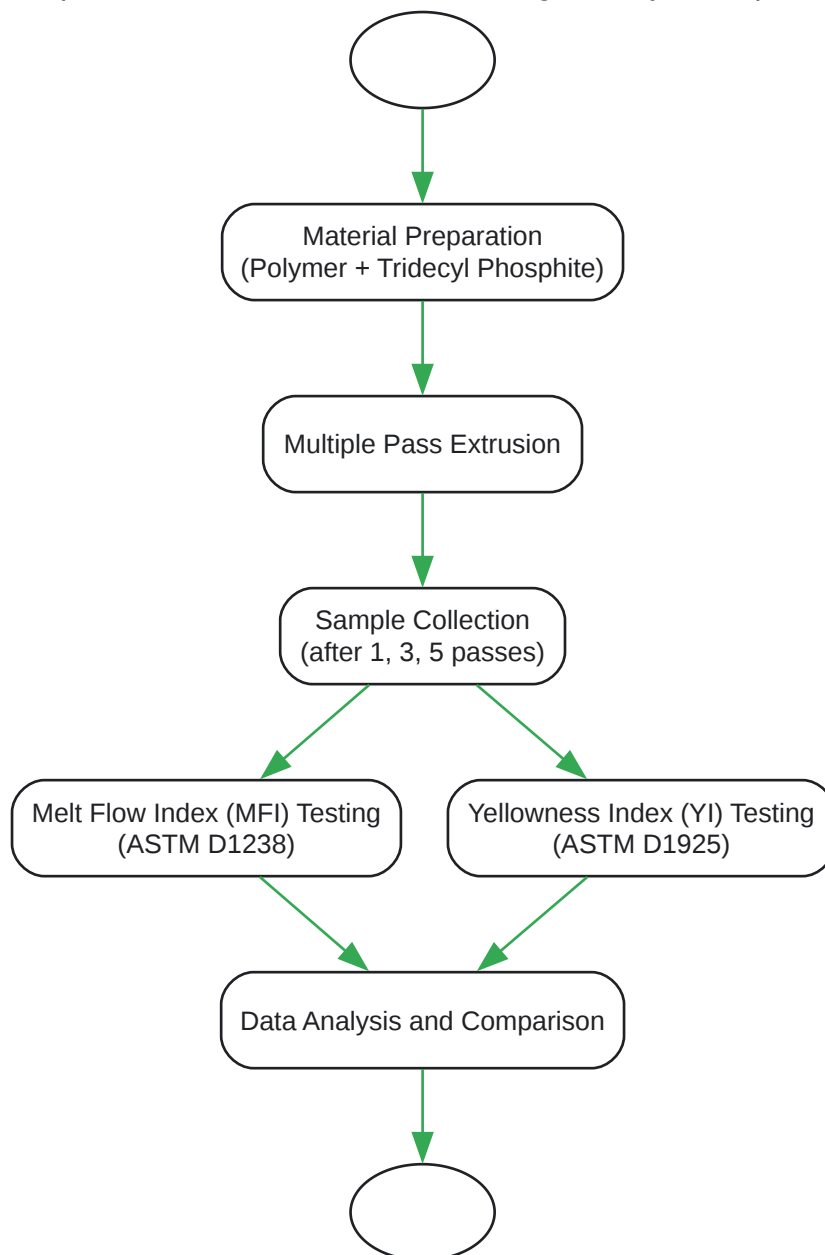 Material Preparation
(Polymer + Tridecyl Phosphite)
Multiple Pass Extrusion
Sample Collection
(after 1, 3, 5 passes)
Melt Flow Index (MFI) Testing
(ASTM D1238)
Yellowness Index (YI) Testing
(ASTM D1925)
Data Analysis and Comparison